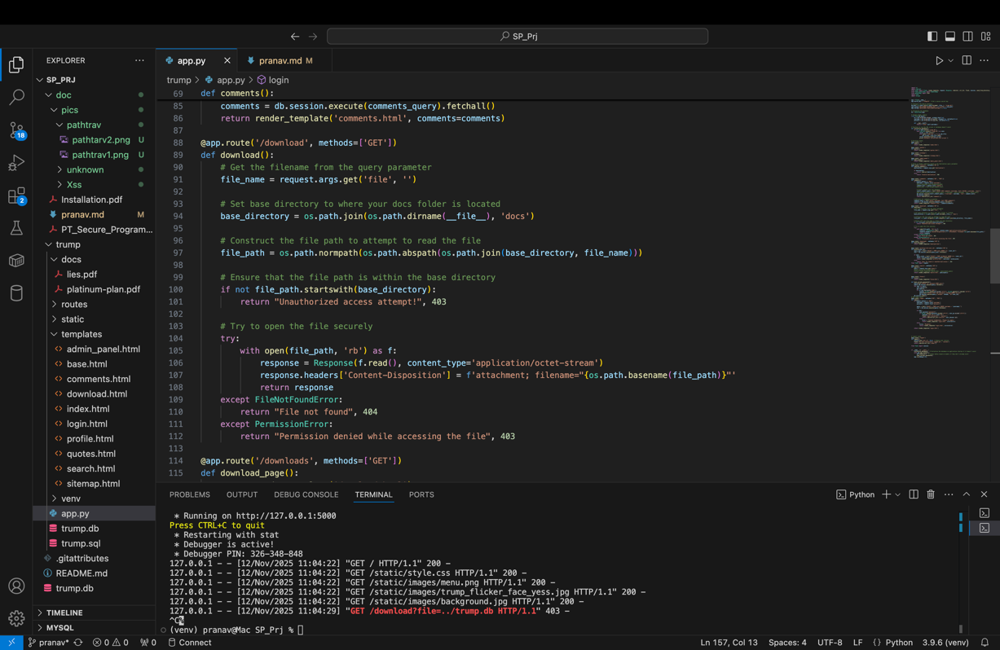 SP_Prj
EXPLORER
app.py
pranav.md M
SP_PRJ
doc
pics
pathtrav
pathtarv2.png U
pathtrav1.png U
unknown
Xss
Installation.pdf
pranav.md M
PT_Secure_Program...
trump
docs
lies.pdf
platinum-plan.pdf
routes
static
templates
admin_panel.html
base.html
comments.html
download.html
index.html
login.html
profile.html
quotes.html
search.html
sitemap.html
venv
app.py
trump.db
trump.sql
.gitattributes
README.md
trump.db
TIMELINE
MYSQL
18
2
trump > app.py > login
69 def comments():
85 comments = db.session.execute(comments_query).fetchall()
86 return render_template('comments.html', comments=comments)
87
88 @app.route('/download', methods=['GET'])
89 def download():
90 # Get the filename from the query parameter
91 file_name = request.args.get('file', '')
92
93 # Set base directory to where your docs folder is located
94 base_directory = os.path.join(os.path.dirname(__file__), 'docs')
95
96 # Construct the file path to attempt to read the file
97 file_path = os.path.normpath(os.path.abspath(os.path.join(base_directory, file_name)))
98
99 # Ensure that the file path is within the base directory
100 if not file_path.startswith(base_directory):
101 return "Unauthorized access attempt!", 403
102
103 # Try to open the file securely
104 try:
105 with open(file_path, 'rb') as f:
106 response = Response(f.read(), content_type='application/octet-stream')
107 response.headers['Content-Disposition'] = f'attachment; filename="{os.path.basename(file_path)}"'
108 return response
109 except FileNotFoundError:
110 return "File not found", 404
111 except PermissionError:
112 return "Permission denied while accessing the file", 403
113
114 @app.route('/downloads', methods=['GET'])
115 def download_page():
PROBLEMS OUTPUT DEBUG CONSOLE TERMINAL PORTS
Python
* Running on http://127.0.0.1:5000
Press CTRL+C to quit
* Restarting with stat
* Debugger is active!
* Debugger PIN: 326-348-848
127.0.0.1 - - [12/Nov/2025 11:04:22] "GET / HTTP/1.1" 200 -
127.0.0.1 - - [12/Nov/2025 11:04:22] "GET /static/style.css HTTP/1.1" 200 -
127.0.0.1 - - [12/Nov/2025 11:04:22] "GET /static/images/menu.png HTTP/1.1" 200 -
127.0.0.1 - - [12/Nov/2025 11:04:22] "GET /static/images/trump_flicker_face_yess.jpg HTTP/1.1" 200 -
127.0.0.1 - - [12/Nov/2025 11:04:22] "GET /static/images/background.jpg HTTP/1.1" 200 -
127.0.0.1 - - [12/Nov/2025 11:04:29] "GET /download?file=../trump.db HTTP/1.1" 403 -
^C%
(venv) pranav@Mac SP_Prj %
pranav* 0 0 0 Connect
Ln 157, Col 13 Spaces: 4 UTF-8 LF {} Python 3.9.6 (venv)